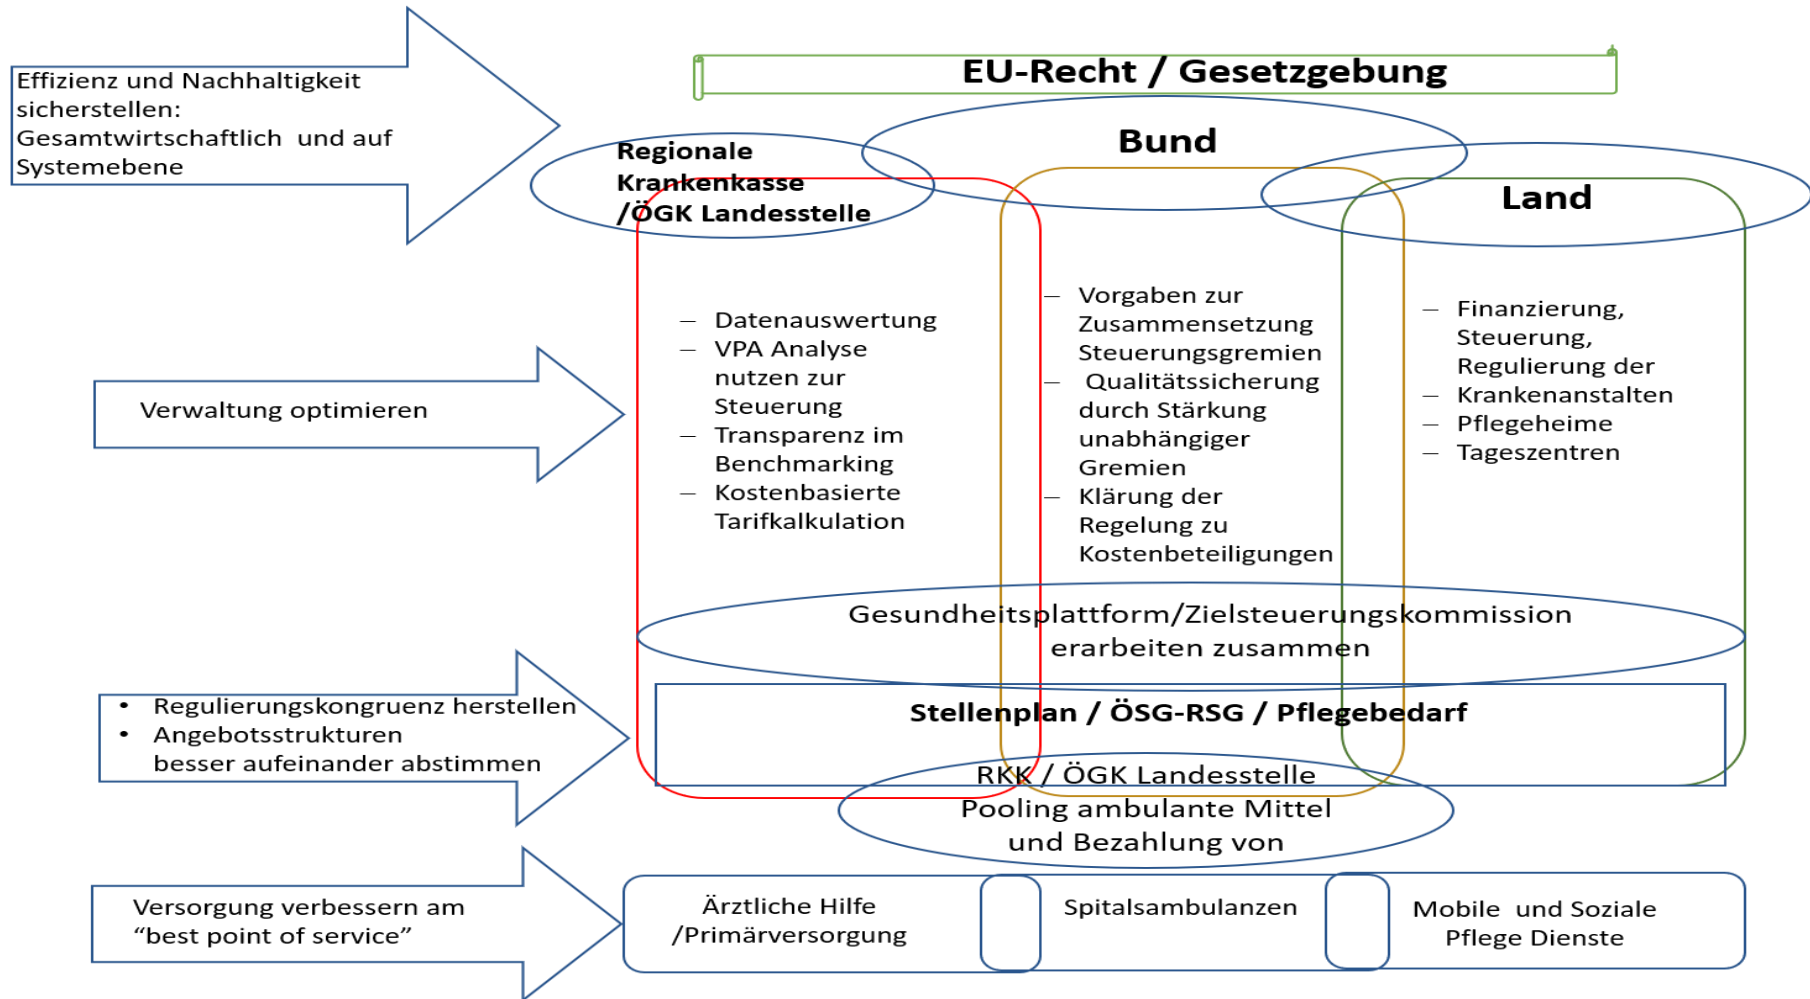 Effizienz und Nachhaltigkeit
sicherstellen:
Gesamtwirtschaftlich und auf
Systemebene
EU-Recht / Gesetzgebung
Regionale
Krankenkasse
/ÖGK Landesstelle
Bund
Land
Verwaltung optimieren
– Datenauswertung
– VPA Analyse
nutzen zur
Steuerung
– Transparenz im
Benchmarking
– Kostenbasierte
Tarifkalkulation
– Vorgaben zur
Zusammensetzung
Steuerungsgremien
– Qualitätssicherung
durch Stärkung
unabhängiger
Gremien
– Klärung der
Regelung zu
Kostenbeteiligungen
– Finanzierung,
Steuerung,
Regulierung der
– Krankenanstalten
– Pflegeheime
– Tageszentren
Gesundheitsplattform/Zielsteuerungskommission
erarbeiten zusammen
• Regulierungskongruenz herstellen
• Angebotsstrukturen
besser aufeinander abstimmen
Stellenplan / ÖSG-RSG / Pflegebedarf
RKK / ÖGK Landesstelle
Pooling ambulante Mittel
und Bezahlung von
Versorgung verbessern am
“best point of service”
Ärztliche Hilfe
/Primärversorgung
Spitalsambulanzen
Mobile und Soziale
Pflege Dienste